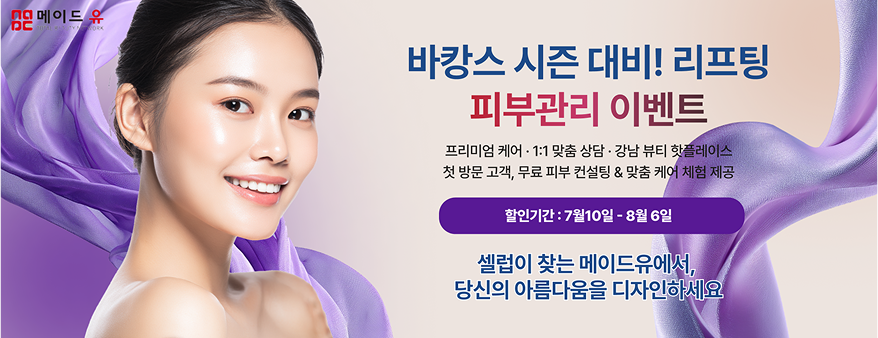 메이드 유
바캉스 시즌 대비! 리프팅
피부관리 이벤트
프리미엄 케어 · 1:1 맞춤 상담 · 강남 뷰티 핫플레이스
첫 방문 고객, 무료 피부 컨설팅 & 맞춤 케어 체험 제공
할인기간 : 7월10일 - 8월 6일
셀럽이 찾는 메이드유에서,
당신의 아름다움을 디자인하세요